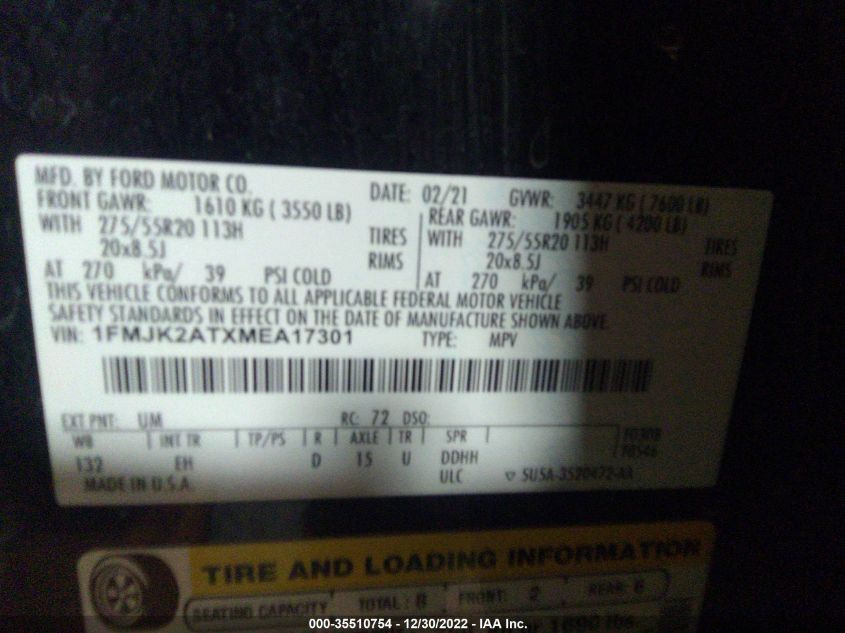 MFD. BY FORD MOTOR CO.
DATE: 02/21 GVWR: 3447 KG ( 7600 LB)
FRONT GAWR: 1610 KG ( 3550 LB) REAR GAWR: 1905 KG ( 4200 LB)
WITH 275/55R20 113H TIRES WITH 275/55R20 113H TIRES
20x8.5J RIMS 20x8.5J RIMS
AT 270 kPa/ 39 PSI COLD AT 270 kPa/ 39 PSI COLD
THIS VEHICLE CONFORMS TO ALL APPLICABLE FEDERAL MOTOR VEHICLE
SAFETY STANDARDS IN EFFECT ON THE DATE OF MANUFACTURE SHOWN ABOVE.
VIN: 1FMJK2ATXMEA17301 TYPE: MPV
EXT PNT: UM RC: 72 DSO:
WB INT TR TP/PS R AXLE TR SPR F0308
132 EH D 15 U DDHH F0546
MADE IN U.S.A. ULC 5U5A-3520472-AA
TIRE AND LOADING INFORMATION
SEATING CAPACITY TOTAL: 8 FRONT: 2 REAR: 6
lbs.
000-35510754 - 12/30/2022 - IAA Inc.